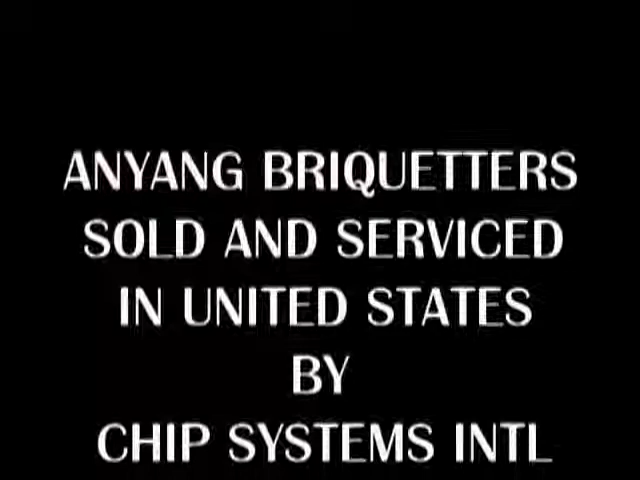 ANYANG BRIQUETTERS
SOLD AND SERVICED
IN UNITED STATES
BY
CHIP SYSTEMS INTL